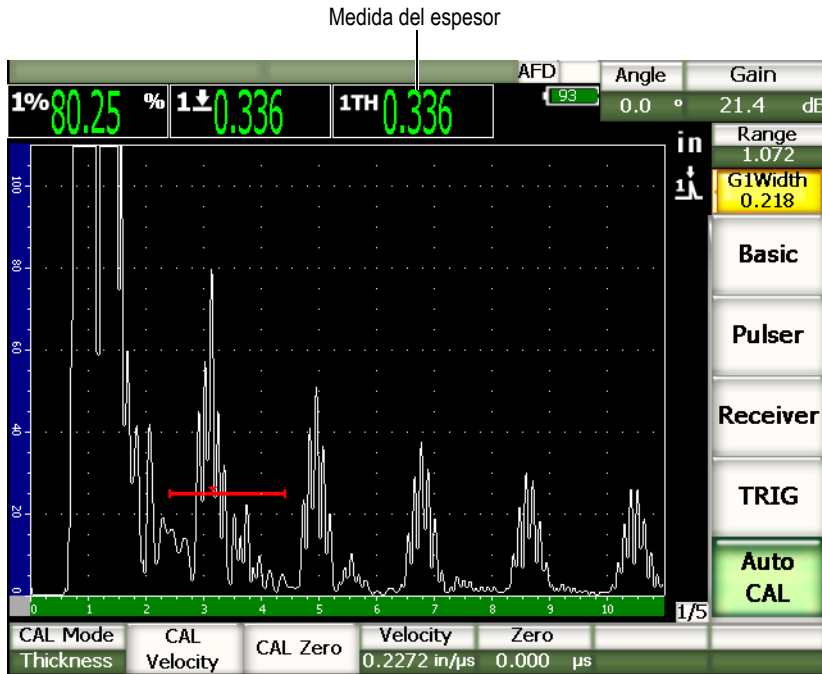 Medida del espesor
AFD
Angle
Gain
1% 80.25 %
1 0.336
1TH 0.336
93
0.0 °
21.4 dB
in
Range
1.072
1
G1Width
0.218
Basic
Pulser
Receiver
TRIG
Auto
CAL
100
80
60
40
20
0
0 1 2 3 4 5 6 7 8 9 10
1/5
CAL Mode
Thickness
CAL
Velocity
CAL Zero
Velocity
0.2272 in/µs
Zero
0.000 µs